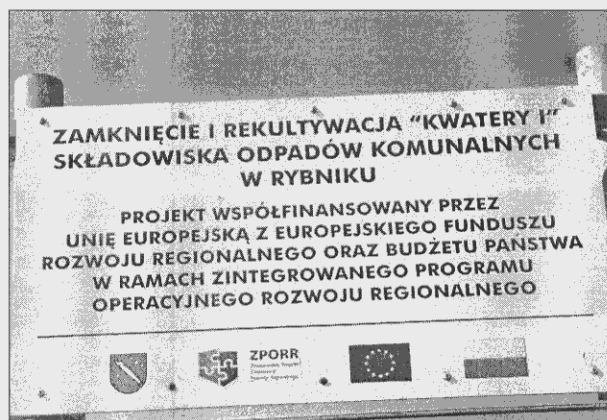 ZAMKNIĘCIE I REKULTYWACJA "KWATERY I"
SKŁADOWISKA ODPADÓW KOMUNALNYCH
W RYBNIKU
PROJEKT WSPÓŁFINANSOWANY PRZEZ
UNIĘ EUROPEJSKĄ Z EUROPEJSKIEGO FUNDUSZU
ROZWOJU REGIONALNEGO ORAZ BUDŻETU PAŃSTWA
W RAMACH ZINTEGROWANEGO PROGRAMU
OPERACYJNEGO ROZWOJU REGIONALNEGO
ZPORR